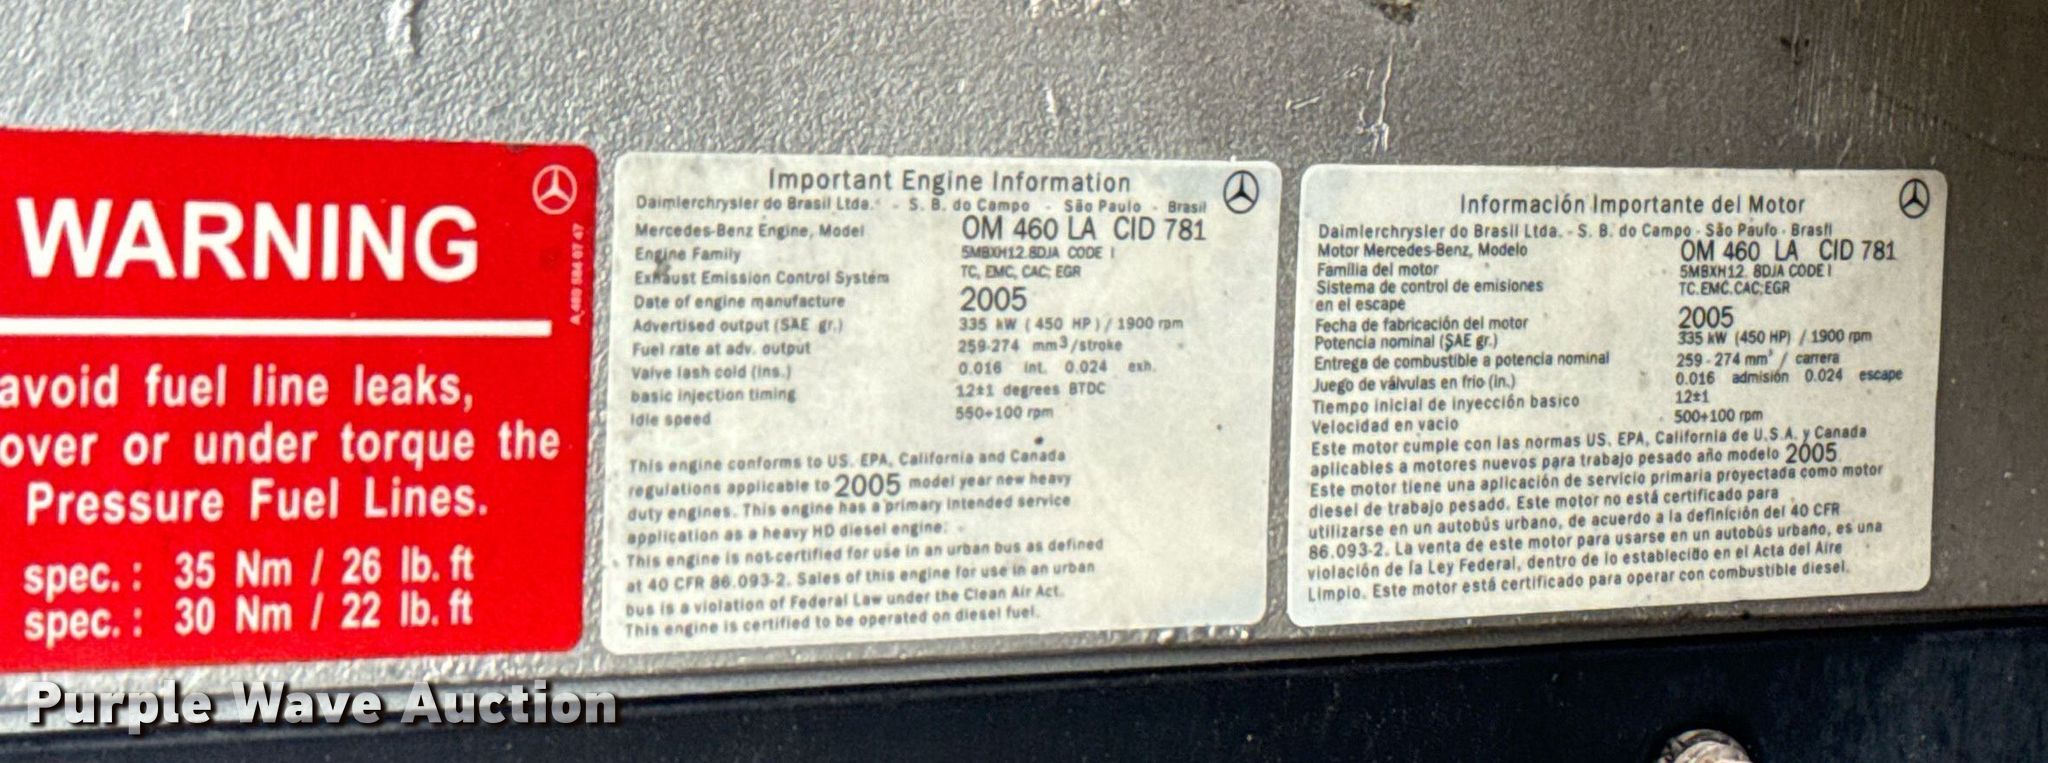 WARNING
avoid fuel line leaks,
over or under torque the
Pressure Fuel Lines.
spec.: 35 Nm / 26 lb. ft
spec.: 30 Nm / 22 lb. ft
Important Engine Information
Daimlerchrysler do Brasil Ltda. - S. B. do Campo - São Paulo - Brasil
Mercedes-Benz Engine, Model OM 460 LA CID 781
Engine Family 5MBXH12.8DJA CODE I
Exhaust Emission Control System TC, EMC, CAC; EGR
Date of engine manufacture 2005
Advertised output (SAE gr.) 335 kW (450 HP) / 1900 rpm
Fuel rate at adv. output 259-274 mm³/stroke
Valve lash cold (ins.) 0.016 int. 0.024 exh.
basic injection timing 12±1 degrees BTDC
Idle speed 550+100 rpm
This engine conforms to US. EPA, California and Canada
regulations applicable to 2005 model year new heavy
duty engines. This engine has a primary intended service
application as a heavy HD diesel engine.
This engine is not certified for use in an urban bus as defined
at 40 CFR 86.093-2. Sales of this engine for use in an urban
bus is a violation of Federal Law under the Clean Air Act.
This engine is certified to be operated on diesel fuel.
Información Importante del Motor
Daimlerchrysler do Brasil Ltda. - S. B. do Campo - São Paulo - Brasil
Motor Mercedes-Benz, Modelo OM 460 LA CID 781
Família del motor 5MBXH12. 8DJA CODE I
Sistema de control de emisiones TC.EMC.CAC;EGR
en el escape
Fecha de fabricación del motor 2005
Potencia nominal (SAE gr.) 335 kW (450 HP) / 1900 rpm
Entrega de combustible a potencia nominal 259 - 274 mm³ / carrera
Juego de válvulas en frio (in.) 0.016 admisión 0.024 escape
Tiempo inicial de inyección basico 12±1
Velocidad en vacio 500+100 rpm
Este motor cumple con las normas US, EPA, California de U.S.A. y Canada
aplicables a motores nuevos para trabajo pesado año modelo 2005
Este motor tiene una aplicación de servicio primaria proyectada como motor
diesel de trabajo pesado. Este motor no está certificado para
utilizarse en un autobús urbano, de acuerdo a la definición del 40 CFR
86.093-2. La venta de este motor para usarse en un autobús urbano, es una
violación de la Ley Federal, dentro de lo establecido en el Acta del Aire
Limpio. Este motor está certificado para operar con combustible diesel.
Purple Wave Auction